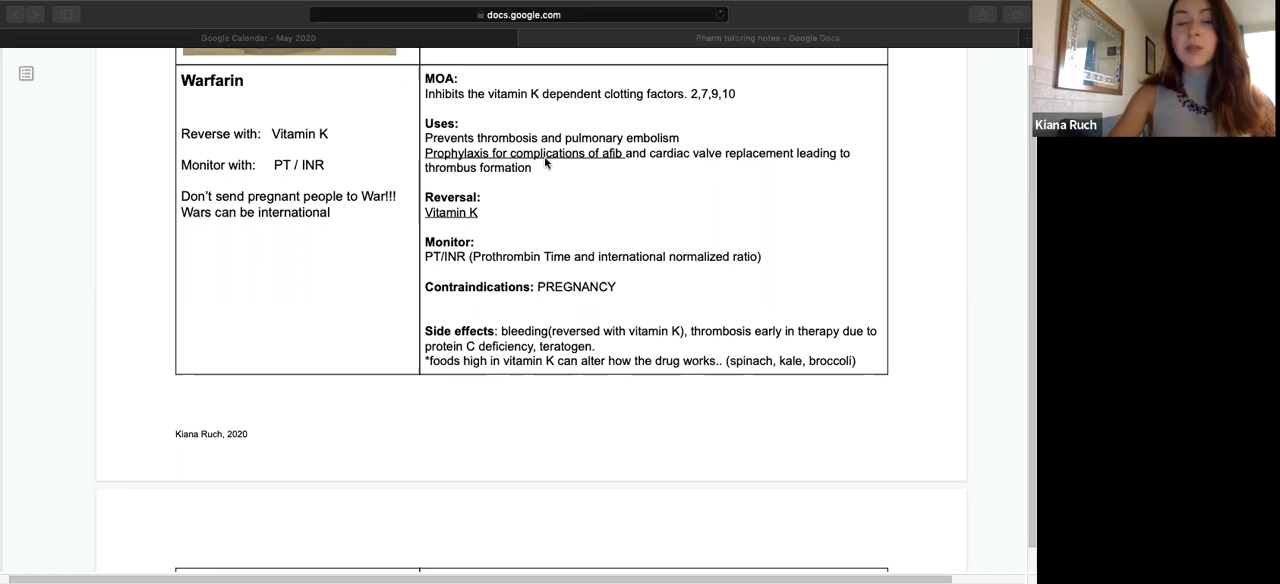 docs.google.com
Google Calendar - May 2020
Pharm tutoring notes - Google Docs
Kiana Ruch
Warfarin
Reverse with: Vitamin K
Monitor with: PT / INR
Don't send pregnant people to War!!!
Wars can be international
MOA:
Inhibits the vitamin K dependent clotting factors. 2,7,9,10
Uses:
Prevents thrombosis and pulmonary embolism
Prophylaxis for complications of afib and cardiac valve replacement leading to
thrombus formation
Reversal:
Vitamin K
Monitor:
PT/INR (Prothrombin Time and international normalized ratio)
Contraindications: PREGNANCY
Side effects: bleeding(reversed with vitamin K), thrombosis early in therapy due to
protein C deficiency, teratogen.
*foods high in vitamin K can alter how the drug works.. (spinach, kale, broccoli)
Kiana Ruch, 2020